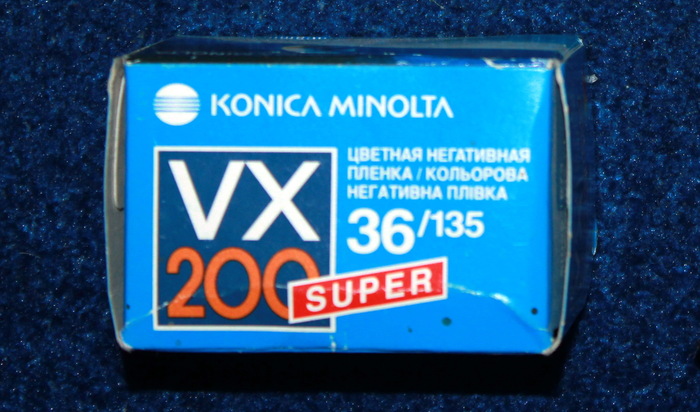 KONICA MINOLTA
VX
200
SUPER
ЦВЕТНАЯ НЕГАТИВНАЯ
ПЛЕНКА / КОЛЬОРОВА
НЕГАТИВНА ПЛІВКА
36/135